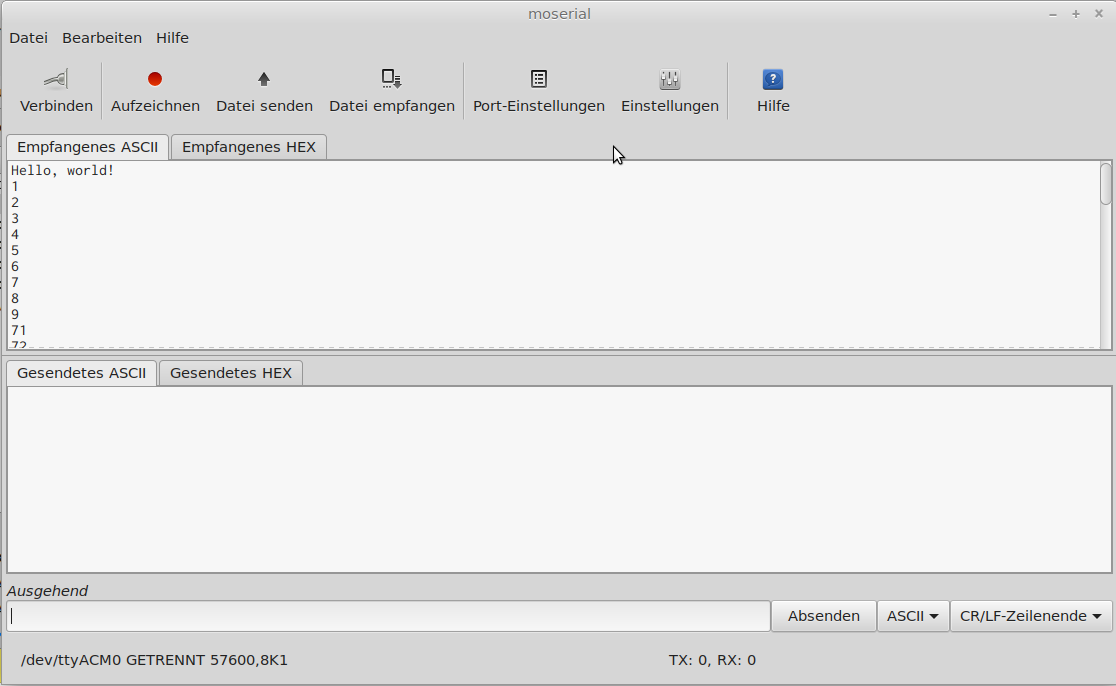 moserial
Datei Bearbeiten Hilfe
Verbinden Aufzeichnen Datei senden Datei empfangen Port-Einstellungen Einstellungen Hilfe
Empfangenes ASCII Empfangenes HEX
Hello, world!
1
2
3
4
5
6
7
8
9
71
72
Gesendetes ASCII Gesendetes HEX
Ausgehend
Absenden ASCII CR/LF-Zeilenende
/dev/ttyACM0 GETRENNT 57600,8K1 TX: 0, RX: 0